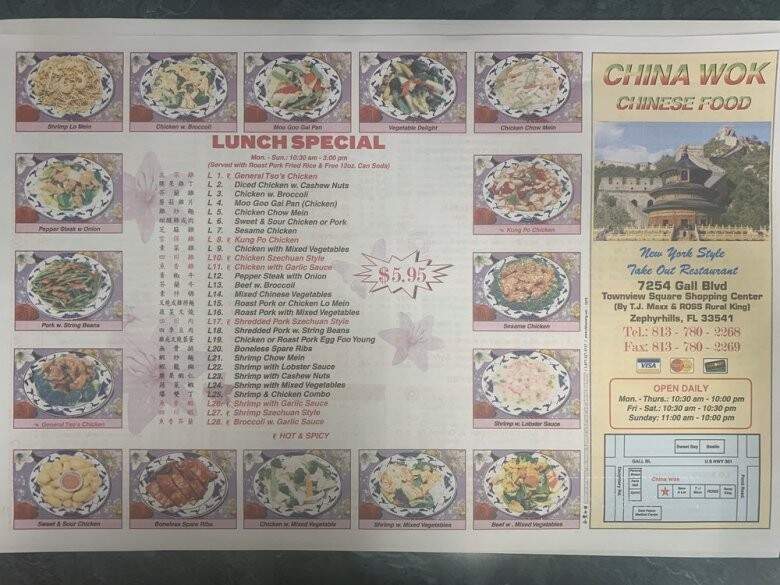 Shrimp Lo Mein
Chicken w. Broccoli
Moo Goo Gai Pan
Vegetable Delight
Chicken Chow Mein
LUNCH SPECIAL
Mon. - Sun.: 10:30 am - 3:00 pm
(Served with Roast Pork Fried Rice & Free 12oz. Can Soda)
L 1. General Tso's Chicken
L 2. Diced Chicken w. Cashew Nuts
L 3. Chicken w. Broccoli
L 4. Moo Goo Gai Pan (Chicken)
L 5. Chicken Chow Mein
L 6. Sweet & Sour Chicken or Pork
L 7. Sesame Chicken
L 8. Kung Po Chicken
L 9. Chicken with Mixed Vegetables
L10. Chicken Szechuan Style
L11. Chicken with Garlic Sauce
L12. Pepper Steak with Onion
L13. Beef w. Broccoli
L14. Mixed Chinese Vegetables
L15. Roast Pork or Chicken Lo Mein
L16. Roast Pork with Mixed Vegetables
L17. Shredded Pork Szechuan Style
L18. Shredded Pork w. String Beans
L19. Chicken or Roast Pork Egg Foo Young
L20. Boneless Spare Ribs
L21. Shrimp Chow Mein
L22. Shrimp with Lobster Sauce
L23. Shrimp with Cashew Nuts
L24. Shrimp with Mixed Vegetables
L25. Shrimp & Chicken Combo
L26. Shrimp with Garlic Sauce
L27. Shrimp Szechuan Style
L28. Broccoli w. Garlic Sauce
HOT & SPICY
$5.95
Pepper Steak w Onion
Pork w. String Beans
General Tso's Chicken
Kung Po Chicken
Sesame Chicken
Shrimp w. Lobster Sauce
Sweet & Sour Chicken
Boneless Spare Ribs
Chicken w. Mixed Vegetable
Shrimp w. Mixed Vegetables
Beef w. Mixed Vegetables
CHINA WOK
CHINESE FOOD
New York Style
Take Out Restaurant
7254 Gall Blvd
Townview Square Shopping Center
(By T.J. Maxx & ROSS Rural King)
Zephyrhills, FL 33541
Tel.: 813 - 780 - 2268
Fax: 813 - 780 - 2269
VISA
OPEN DAILY
Mon. - Thurs.: 10:30 am - 10:00 pm
Fri - Sat.: 10:30 am - 10:30 pm
Sunday: 11:00 am - 10:00 pm
Sweet Bay
Bealls
GALL BL
U S HWY 301
China Wok
ROSS